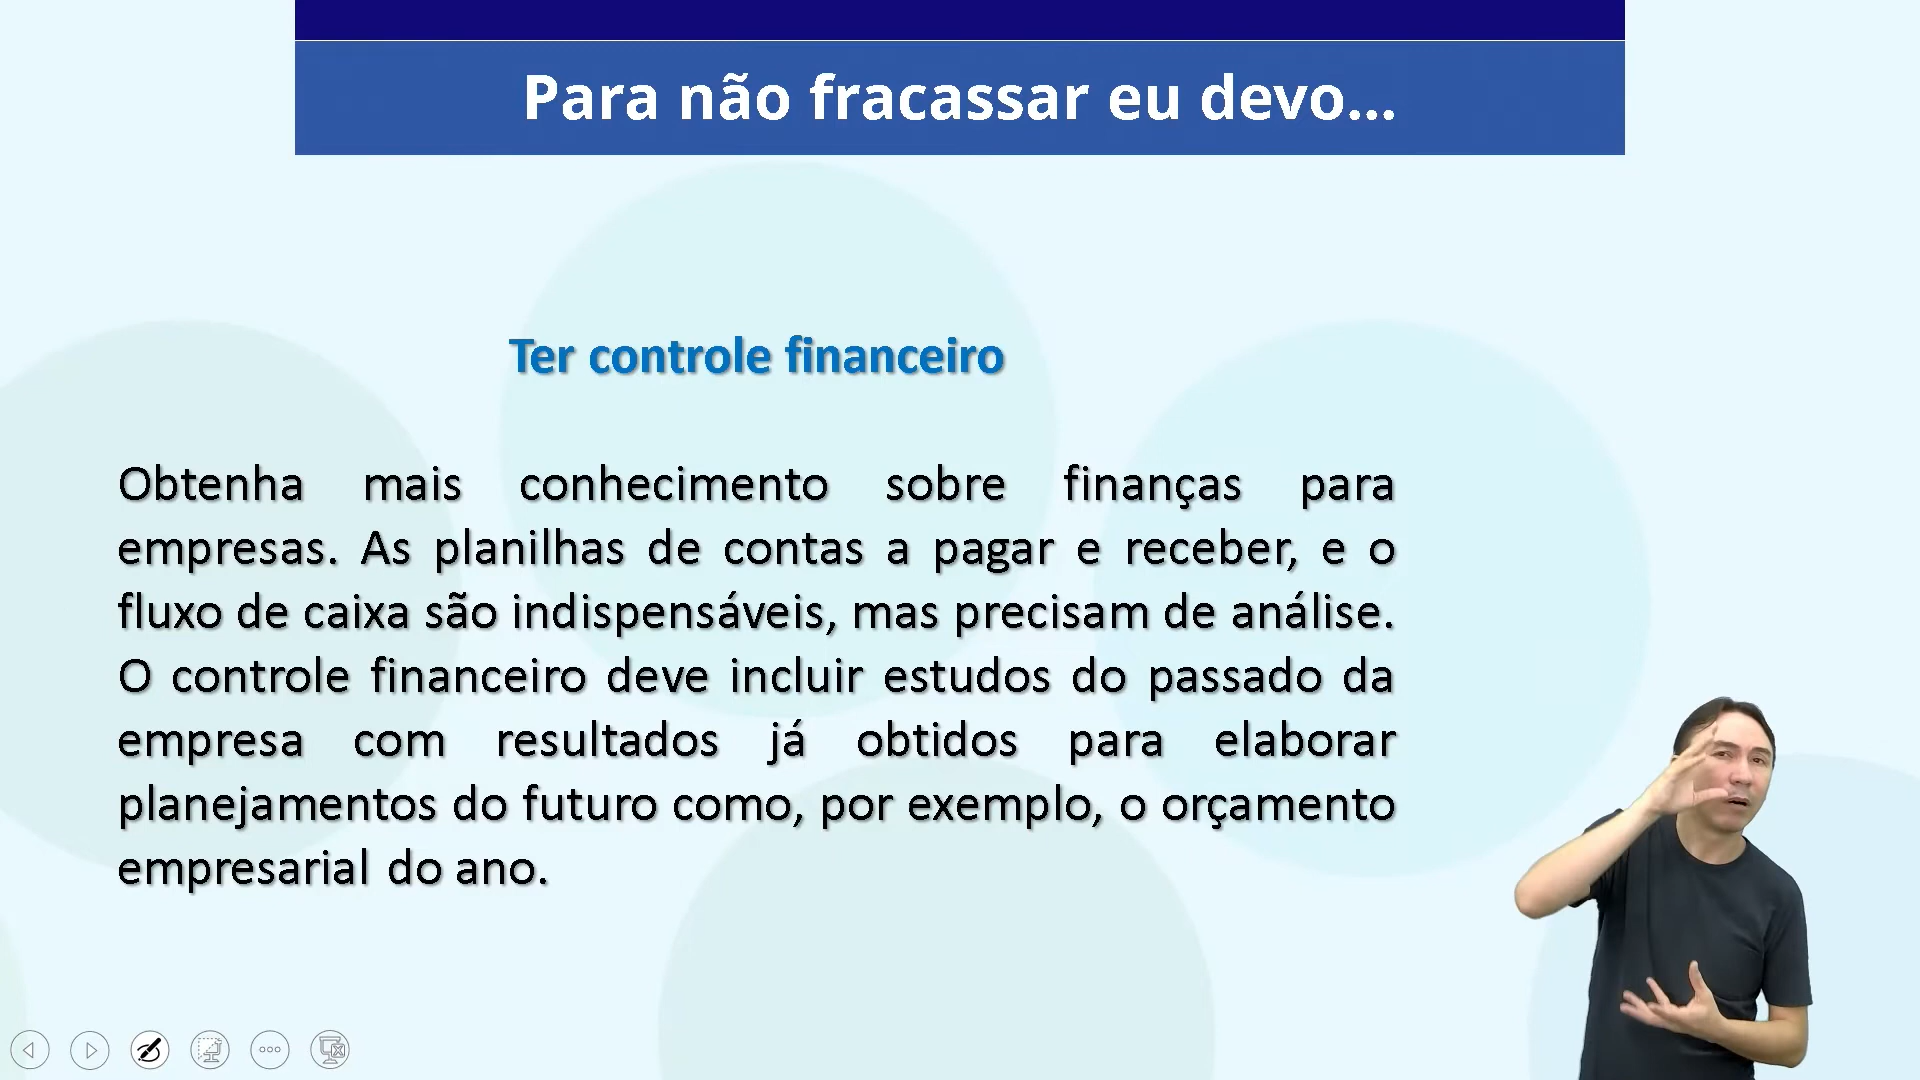 Para não fracassar eu devo...
Ter controle financeiro
Obtenha mais conhecimento sobre finanças para
empresas. As planilhas de contas a pagar e receber, e o
fluxo de caixa são indispensáveis, mas precisam de análise.
O controle financeiro deve incluir estudos do passado da
empresa com resultados já obtidos para elaborar
planejamentos do futuro como, por exemplo, o orçamento
empresarial do ano.